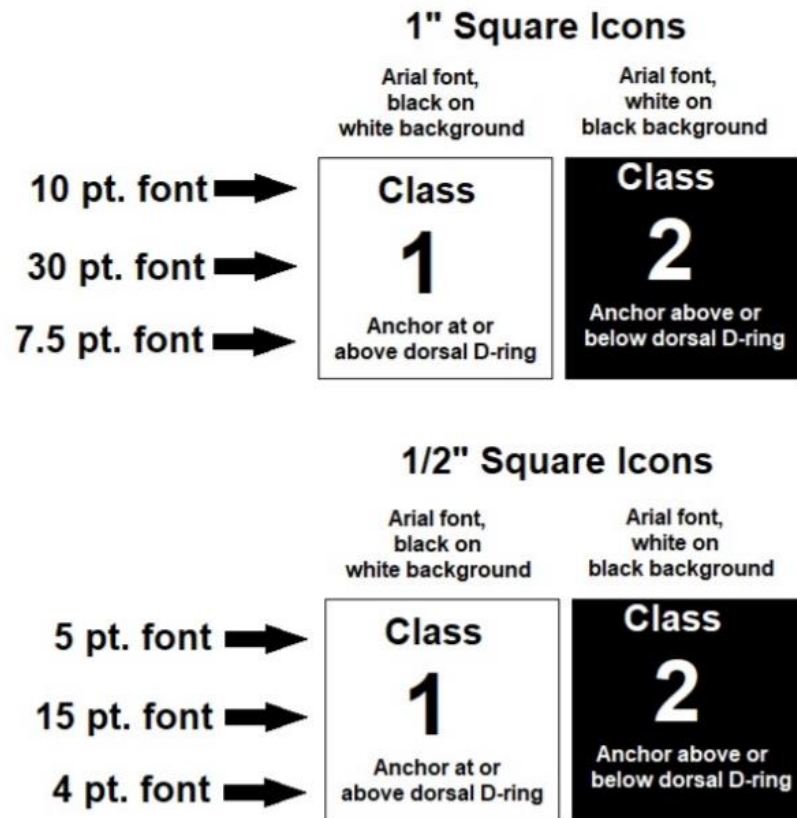 1" Square Icons
Arial font,
black on
white background
Arial font,
white on
black background
10 pt. font
30 pt. font
7.5 pt. font
Class
1
Anchor at or
above dorsal D-ring
Class
2
Anchor above or
below dorsal D-ring
1/2" Square Icons
Arial font,
black on
white background
Arial font,
white on
black background
5 pt. font
15 pt. font
4 pt. font
Class
1
Anchor at or
above dorsal D-ring
Class
2
Anchor above or
below dorsal D-ring